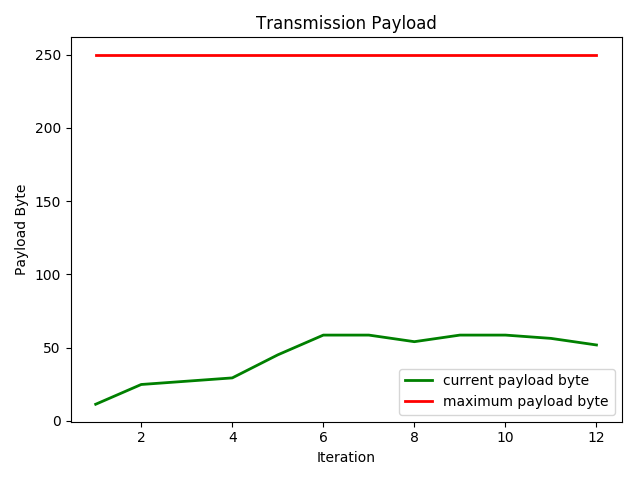 Transmission Payload
Payload Byte
250
200
150
100
50
0
2 4 6 8 10 12
Iteration
current payload byte
maximum payload byte